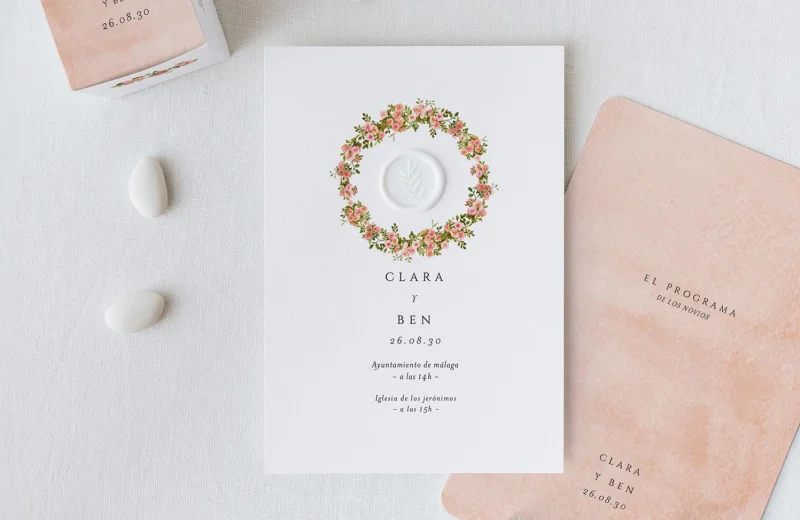 Y BEN
26.08.30
CLARA
Y
BEN
26.08.30
Ayuntamiento de málaga
– a las 14h –
Iglesia de los jerónimos
– a las 15h –
EL PROGRAMA
DE LOS NOVIOS
CLARA
Y BEN
26.08.30